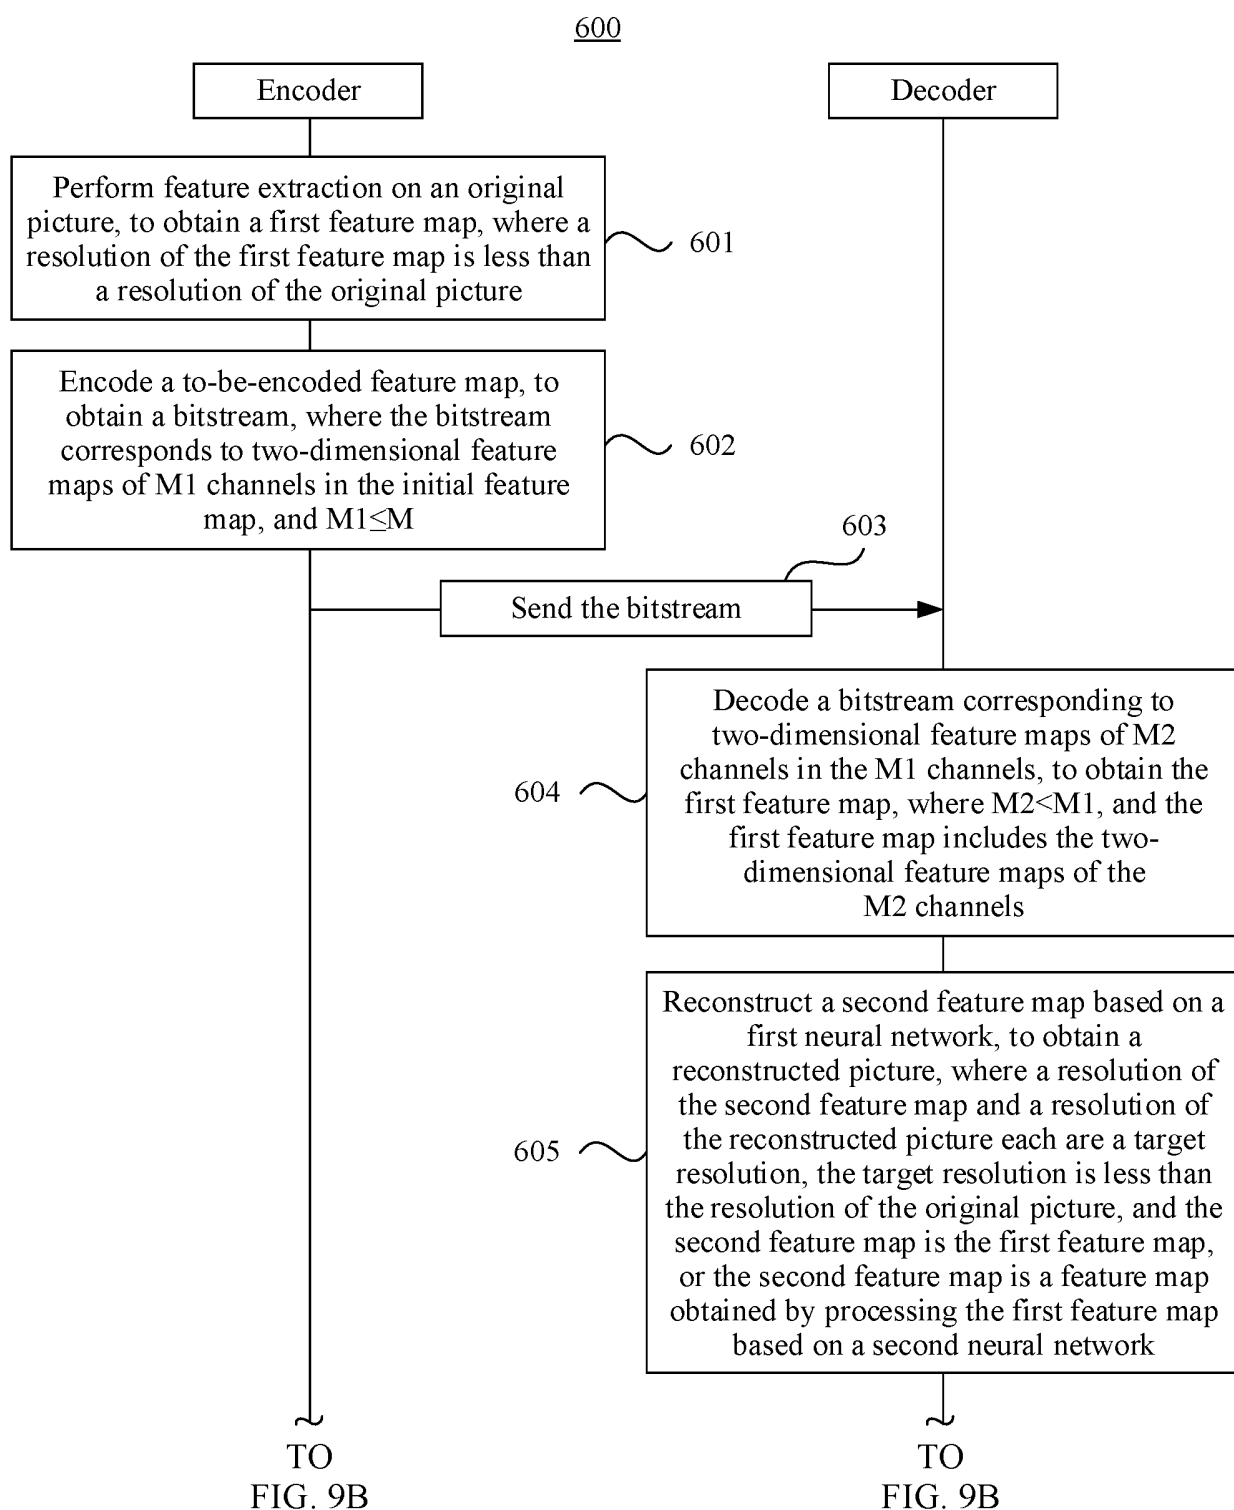 600
Encoder
Decoder
Perform feature extraction on an original
picture, to obtain a first feature map, where a
resolution of the first feature map is less than
a resolution of the original picture
601
Encode a to-be-encoded feature map, to
obtain a bitstream, where the bitstream
corresponds to two-dimensional feature
maps of M1 channels in the initial feature
map, and M1≤M
602
603
Send the bitstream
Decode a bitstream corresponding to
two-dimensional feature maps of M2
channels in the M1 channels, to obtain the
first feature map, where M2<M1, and the
first feature map includes the two-
dimensional feature maps of the
M2 channels
604
Reconstruct a second feature map based on a
first neural network, to obtain a
reconstructed picture, where a resolution of
the second feature map and a resolution of
the reconstructed picture each are a target
resolution, the target resolution is less than
the resolution of the original picture, and the
second feature map is the first feature map,
or the second feature map is a feature map
obtained by processing the first feature map
based on a second neural network
605
TO
FIG. 9B
TO
FIG. 9B